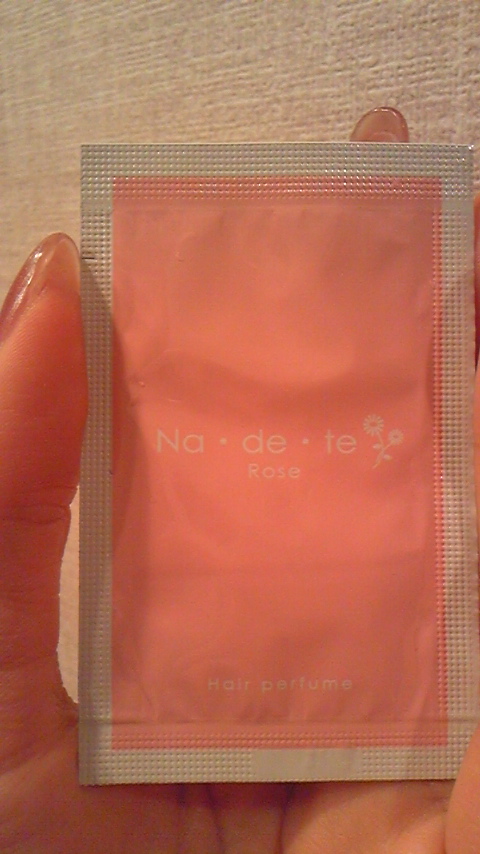 Na・de・te
Rose
Hair perfume